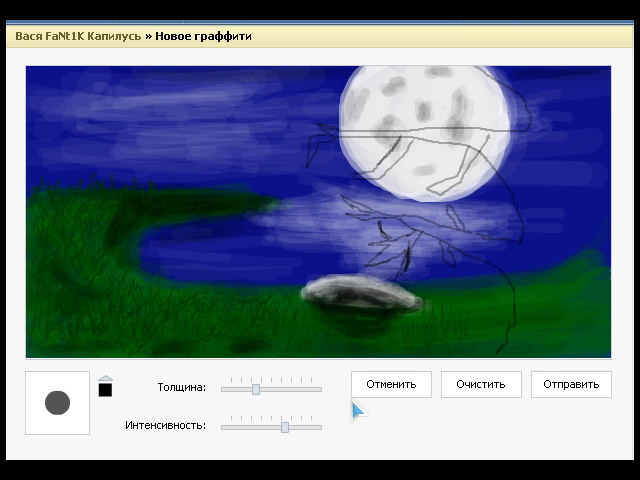 Вася FaNt1K Капилусь » Новое граффити
Толщина:
Отменить
Очистить
Отправить
Интенсивность: